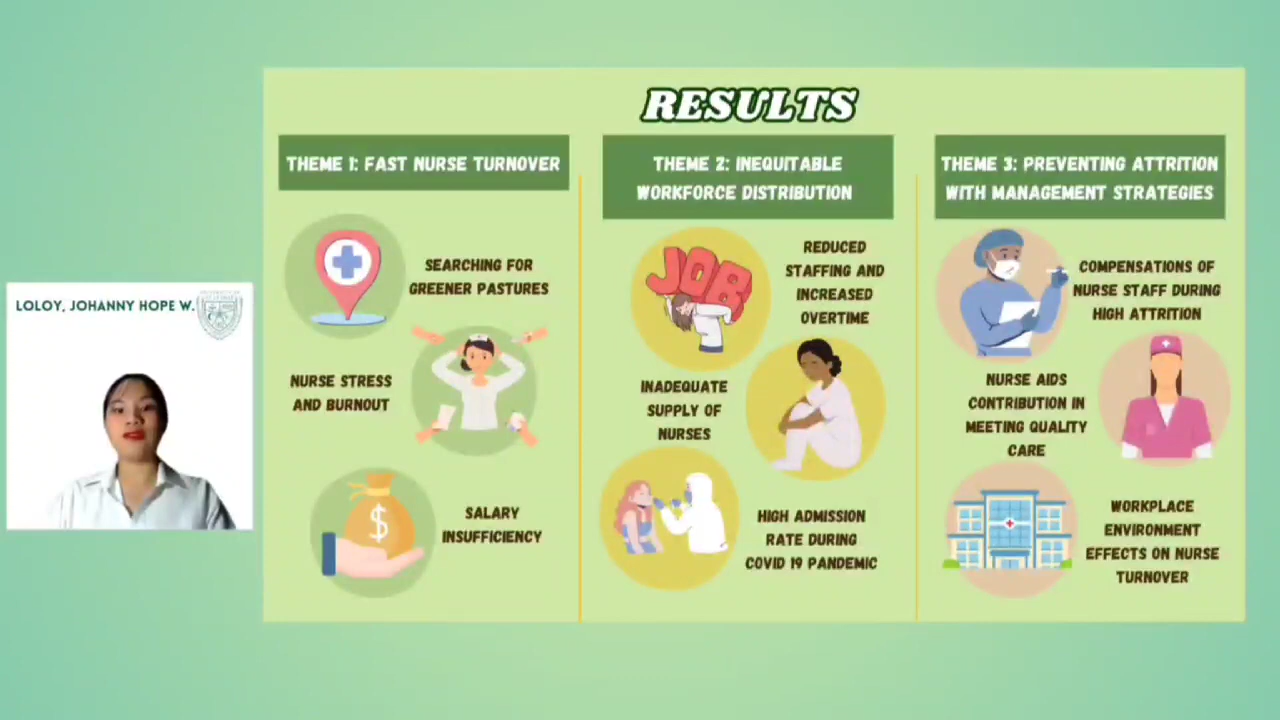 LOLOY, JOHANNY HOPE W.
RESULTS
THEME 1: FAST NURSE TURNOVER
SEARCHING FOR
GREENER PASTURES
NURSE STRESS
AND BURNOUT
$
SALARY
INSUFFICIENCY
THEME 2: INEQUITABLE
WORKFORCE DISTRIBUTION
JOB
REDUCED
STAFFING AND
INCREASED
OVERTIME
INADEQUATE
SUPPLY OF
NURSES
HIGH ADMISSION
RATE DURING
COVID 19 PANDEMIC
THEME 3: PREVENTING ATTRITION
WITH MANAGEMENT STRATEGIES
COMPENSATIONS OF
NURSE STAFF DURING
HIGH ATTRITION
NURSE AIDS
CONTRIBUTION IN
MEETING QUALITY
CARE
WORKPLACE
ENVIRONMENT
EFFECTS ON NURSE
TURNOVER